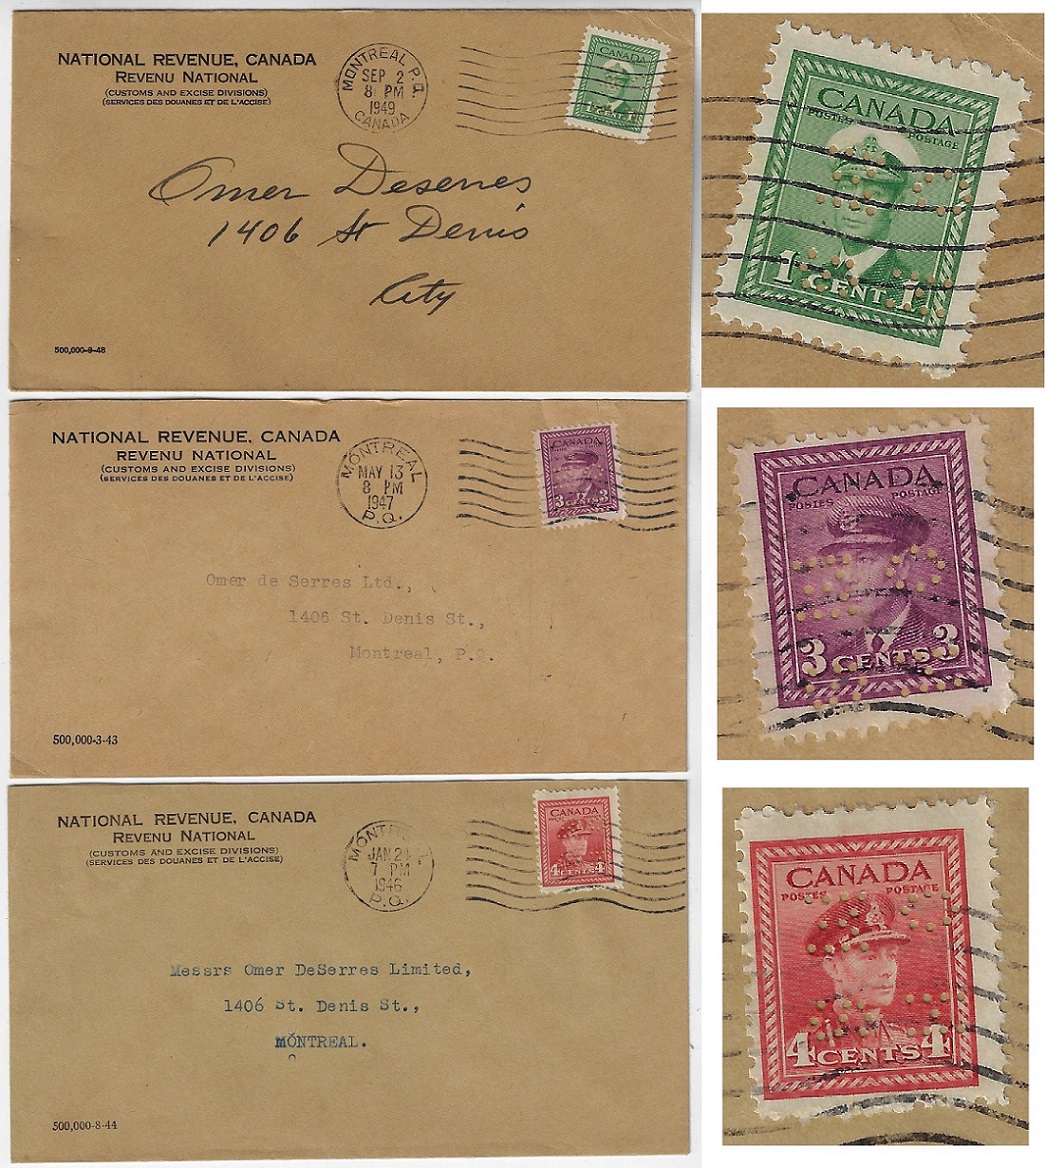 NATIONAL REVENUE, CANADA
REVENU NATIONAL
(CUSTOMS AND EXCISE DIVISIONS)
(SERVICES DES DOUANES ET DE L'ACCISE)
MONTREAL P.Q.
SEP 2
8 PM
1949
CANADA
CANADA
1 CENT 1
Omer Deserres
1406 St Denis
City
500,000-9-48
CANADA
POSTES POSTAGE
1 CENT 1
NATIONAL REVENUE, CANADA
REVENU NATIONAL
(CUSTOMS AND EXCISE DIVISIONS)
(SERVICES DES DOUANES ET DE L'ACCISE)
MONTREAL
MAY 13
8 PM
1947
P.Q.
CANADA
3 CENTS 3
Omer de Serres Ltd.,
1406 St. Denis St.,
Montreal, P.Q.
500,000-3-43
CANADA
POSTES POSTAGE
3 CENTS 3
NATIONAL REVENUE, CANADA
REVENU NATIONAL
(CUSTOMS AND EXCISE DIVISIONS)
(SERVICES DES DOUANES ET DE L'ACCISE)
JAN 24
7 PM
1946
P.Q.
CANADA
4 CENTS 4
Messrs Omer DeSerres Limited,
1406 St. Denis St.,
MONTREAL.
500,000-8-44
CANADA
POSTES POSTAGE
4 CENTS 4